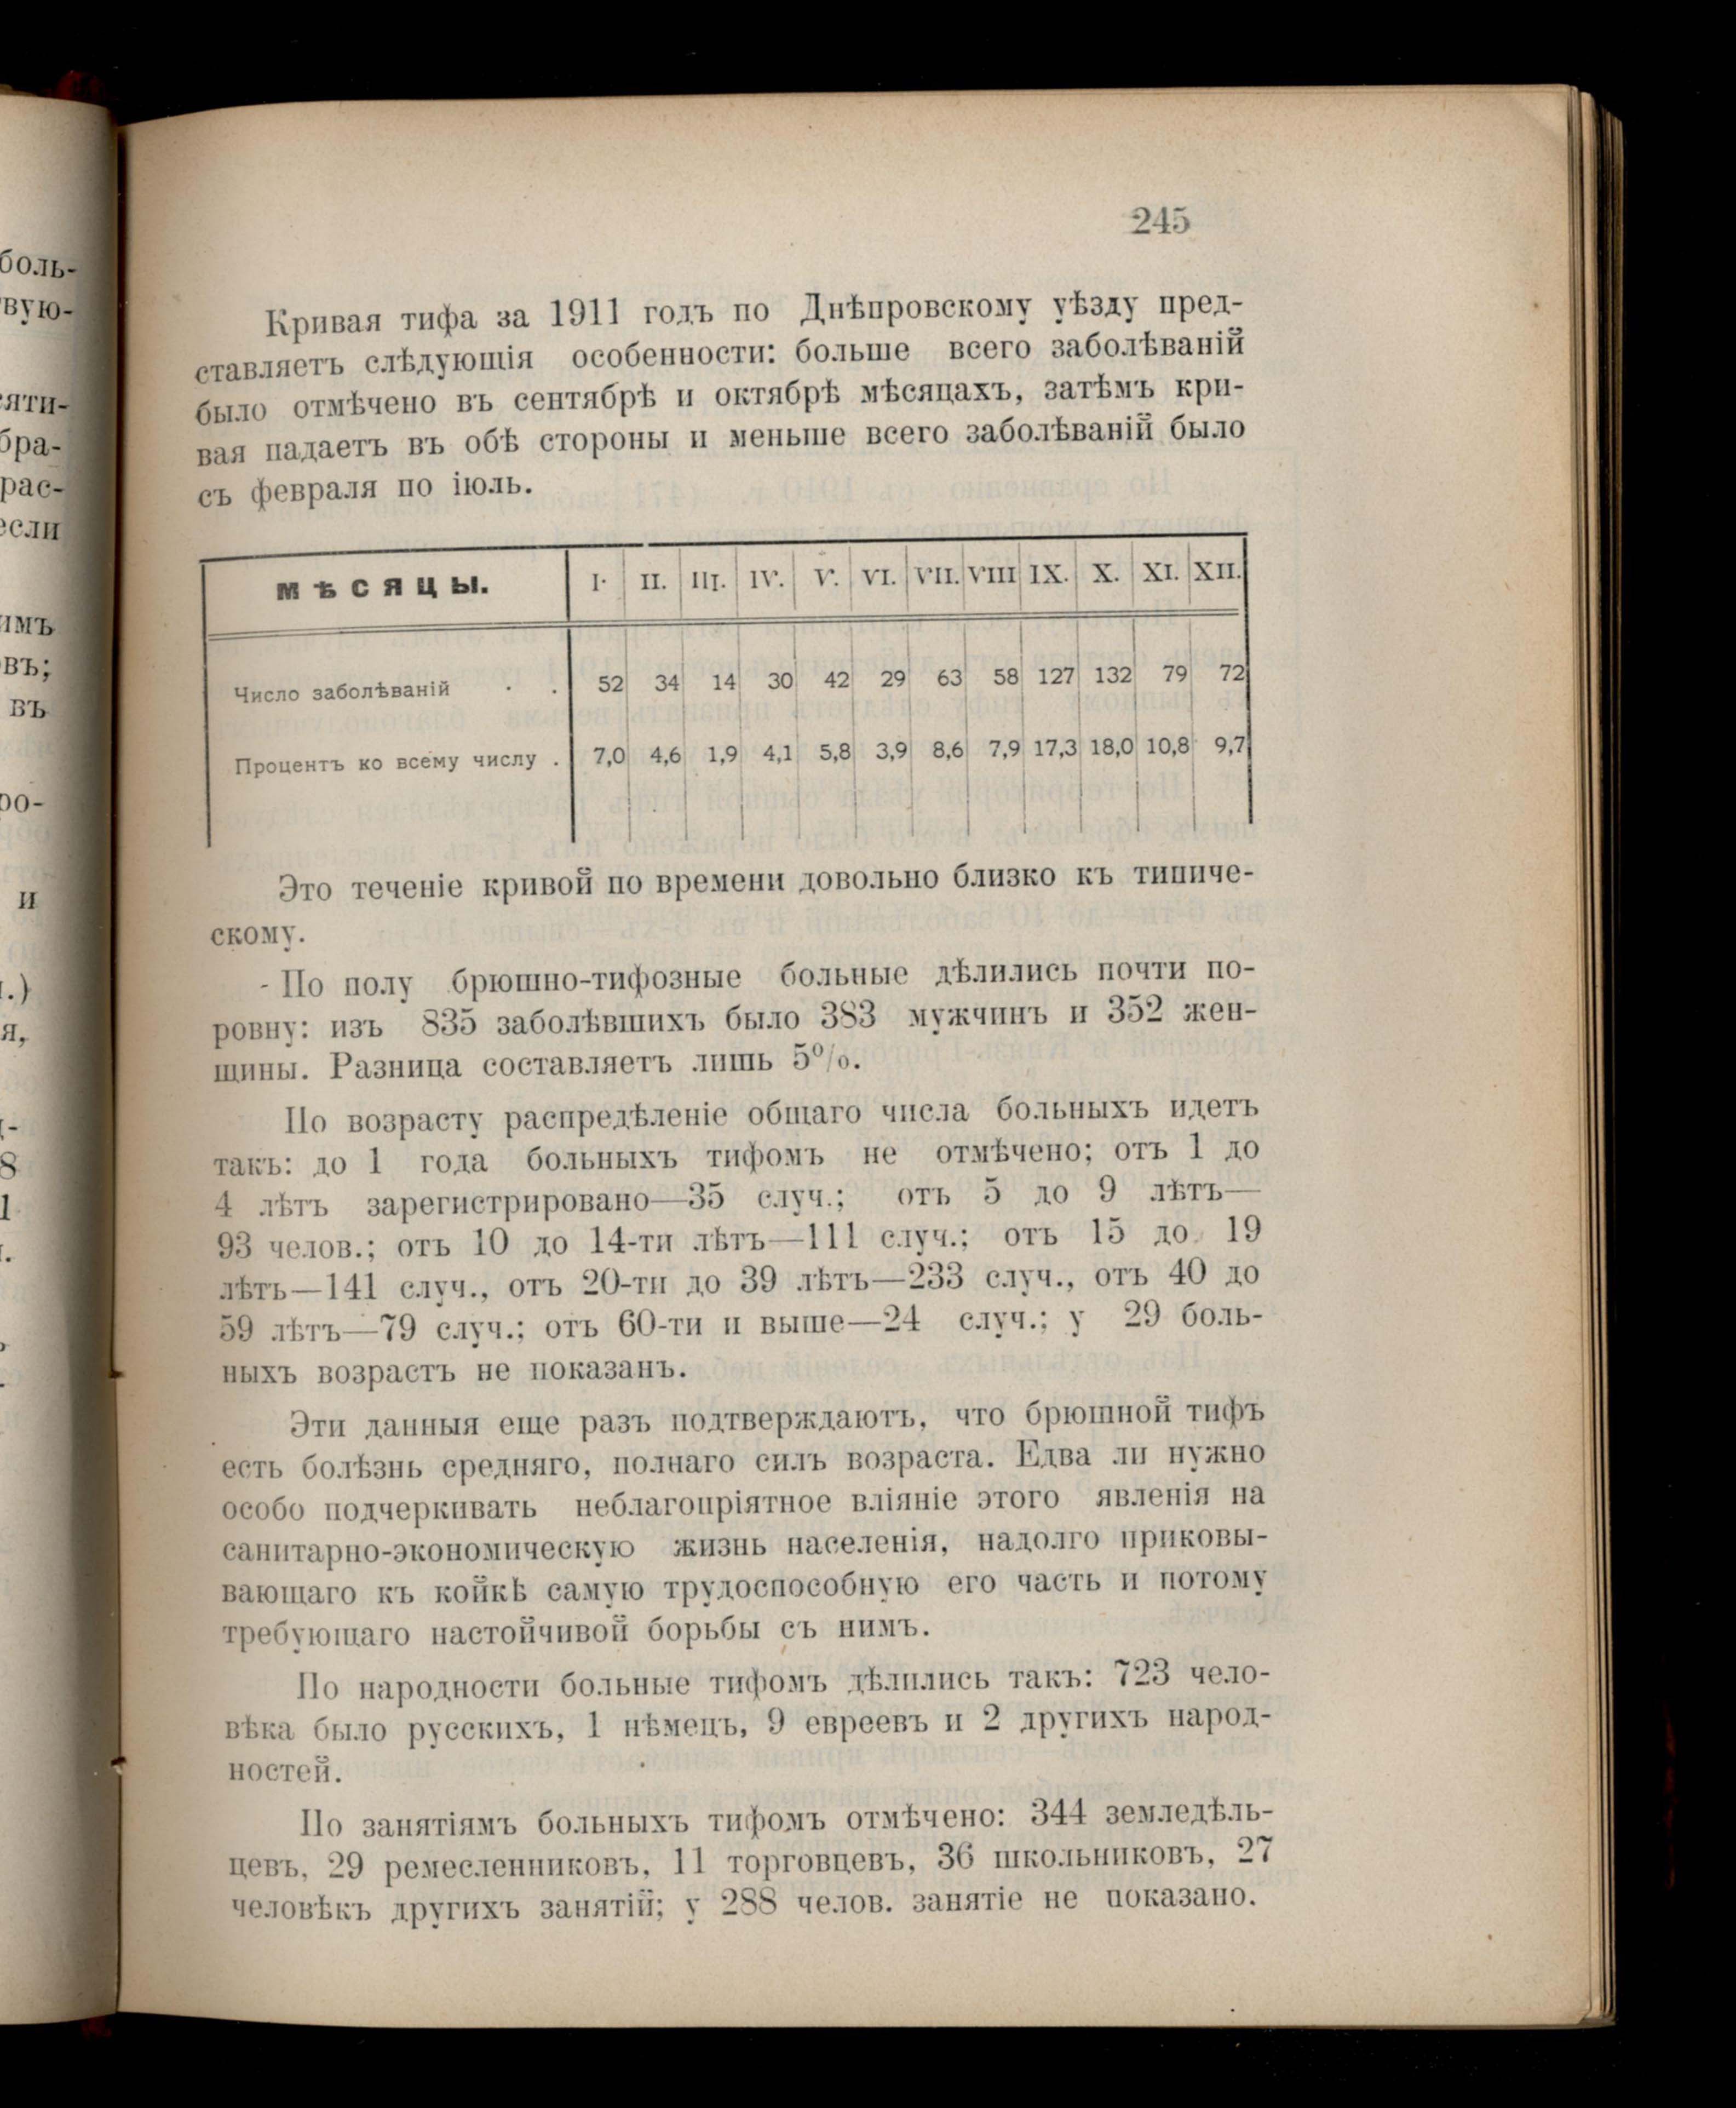 боль-
вую-
яти-
бра-
рас-
если
имъ
овъ;
въ
ро-
и
.)
я,
8
1
245
Кривая тифа за 1911 годъ по Днѣпровскому уѣзду пред-
ставляетъ слѣдующія особенности: больше всего заболѣваній
было отмѣчено въ сентябрѣ и октябрѣ мѣсяцахъ, затѣмъ кри-
вая падаетъ въ обѣ стороны и меньше всего заболѣваній было
съ февраля по іюль.
мѣсяцы. I. II. III. IV. V. VI. VII. VIII IX. X. XI. XII.
Число заболѣваній . . 52 34 14 30 42 29 63 58 127 132 79 72
Процентъ ко всему числу . 7,0 4,6 1,9 4,1 5,8 3,9 8,6 7,9 17,3 18,0 10,8 9,7
Это теченіе кривой по времени довольно близко къ типиче-
скому.
По полу брюшно-тифозные больные дѣлились почти по-
ровну: изъ 835 заболѣвшихъ было 383 мужчинъ и 352 жен-
щины. Разница составляетъ лишь 5%.
По возрасту распредѣленіе общаго числа больныхъ идетъ
такъ: до 1 года больныхъ тифомъ не отмѣчено; отъ 1 до
4 лѣтъ зарегистрировано—35 случ.; отъ 5 до 9 лѣтъ—
93 челов.; отъ 10 до 14-ти лѣтъ—111 случ.; отъ 15 до 19
лѣтъ—141 случ., отъ 20-ти до 39 лѣтъ—233 случ., отъ 40 до
59 лѣтъ—79 случ.; отъ 60-ти и выше—24 случ.; у 29 боль-
ныхъ возрастъ не показанъ.
Эти данныя еще разъ подтверждаютъ, что брюшной тифъ
есть болѣзнь средняго, полнаго силъ возраста. Едва ли нужно
особо подчеркивать неблагопріятное вліяніе этого явленія на
санитарно-экономическую жизнь населенія, надолго приковы-
вающаго къ койкѣ самую трудоспособную его часть и потому
требующаго настойчивой борьбы съ нимъ.
По народности больные тифомъ дѣлились такъ: 723 чело-
вѣка было русскихъ, 1 нѣмецъ, 9 евреевъ и 2 другихъ народ-
ностей.
По занятіямъ больныхъ тифомъ отмѣчено: 344 земледѣль-
цевъ, 29 ремесленниковъ, 11 торговцевъ, 36 школьниковъ, 27
человѣкъ другихъ занятій; у 288 челов. занятіе не показано.